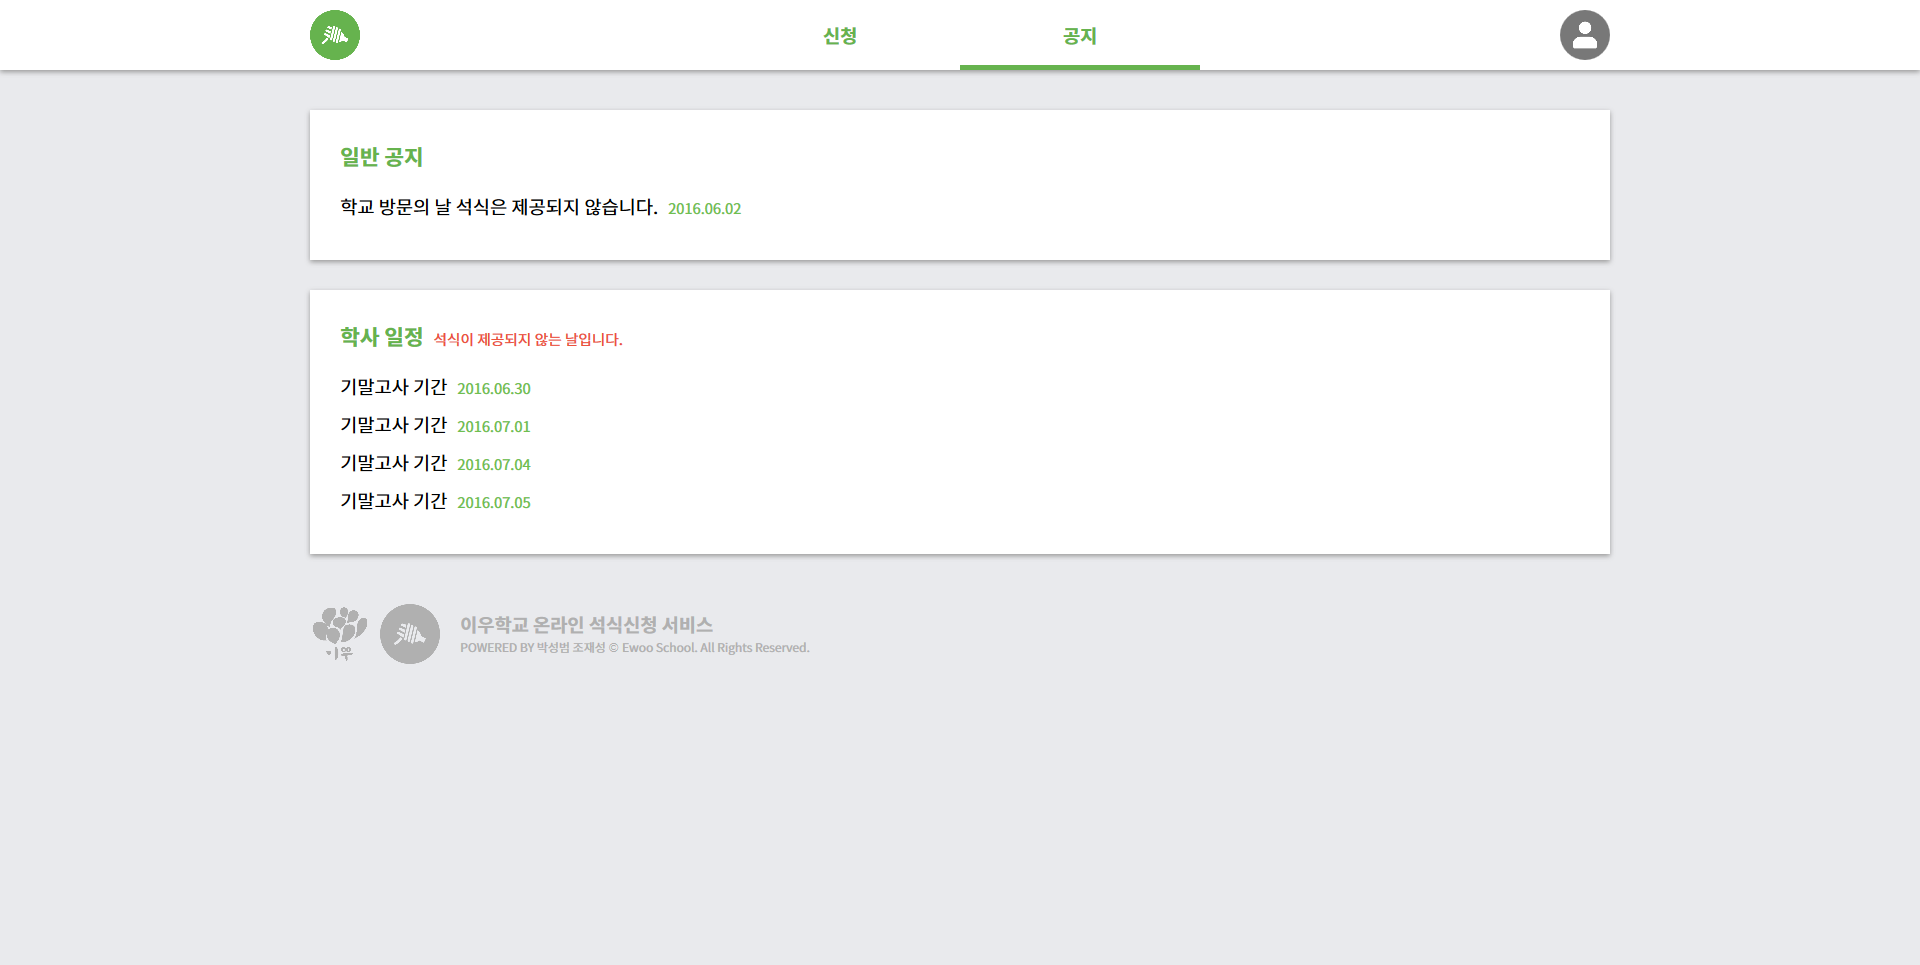 신청
공지
일반 공지
학교 방문의 날 석식은 제공되지 않습니다. 2016.06.02
학사 일정 석식이 제공되지 않는 날입니다.
기말고사 기간 2016.06.30
기말고사 기간 2016.07.01
기말고사 기간 2016.07.04
기말고사 기간 2016.07.05
이우
이우학교 온라인 석식신청 서비스
POWERED BY 박성범 조재성 © Ewoo School. All Rights Reserved.